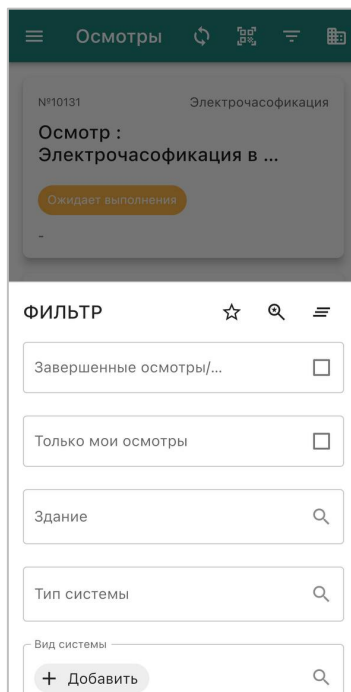 Осмотры
№10131 Электрочасофикация
Осмотр :
Электрочасофикация в ...
Ожидает выполнения
-
ФИЛЬТР
Завершенные осмотры/...
Только мои осмотры
Здание
Тип системы
Вид системы
+ Добавить